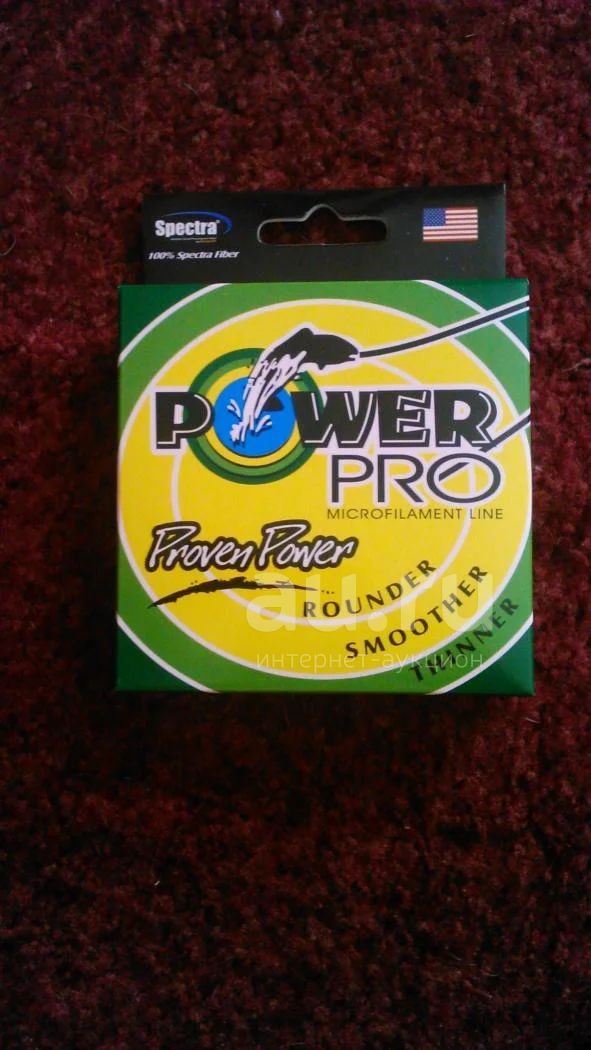 Spectra
100% Spectra Fiber
POWER
PRO
MICROFILAMENT LINE
Proven Power
ROUNDER
SMOOTHER
THINNER
au.ru
интернет-аукцион